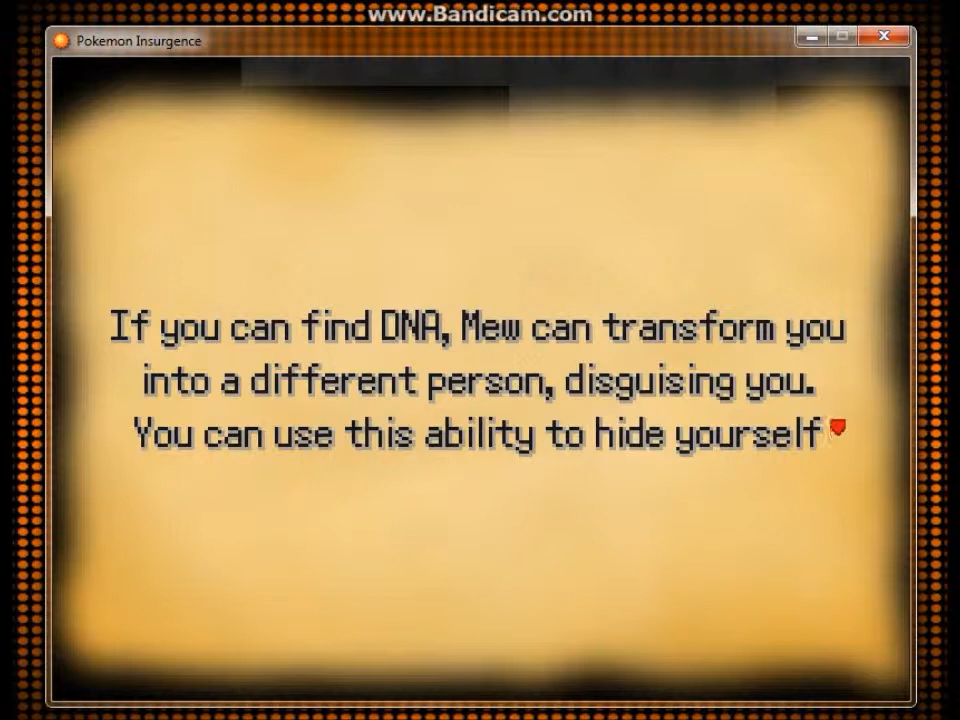 www.Bandicam.com
Pokemon Insurgence
If you can find DNA, Mew can transform you
into a different person, disguising you.
You can use this ability to hide yourself